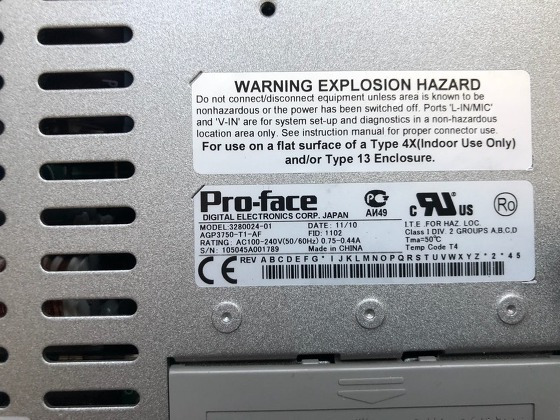 WARNING EXPLOSION HAZARD
Do not connect/disconnect equipment unless area is known to be
nonhazardous or the power has been switched off. Ports 'L-IN/MIC'
and 'V-IN' are for system set-up and diagnostics in a non-hazardous
location area only. See instruction manual for proper connector use.
For use on a flat surface of a Type 4X(Indoor Use Only)
and/or Type 13 Enclosure.
Pro-face
DIGITAL ELECTRONICS CORP. JAPAN
MODEL:3280024-01 DATE: 11/10
AGP3750-T1-AF FID: 1102
RATING: AC100-240V(50/60Hz) 0.75-0.44A
S/N: 105045A001789 Made in CHINA
АИ49
c RU us
Ro
I.T.E. FOR HAZ. LOC.
Class I DIV. 2 GROUPS A,B,C,D
Tma=50°C
Temp Code T4
CE
REV A B C D E F G * I J K L M N O P Q R S T U V W X Y Z * 2 * 4 5